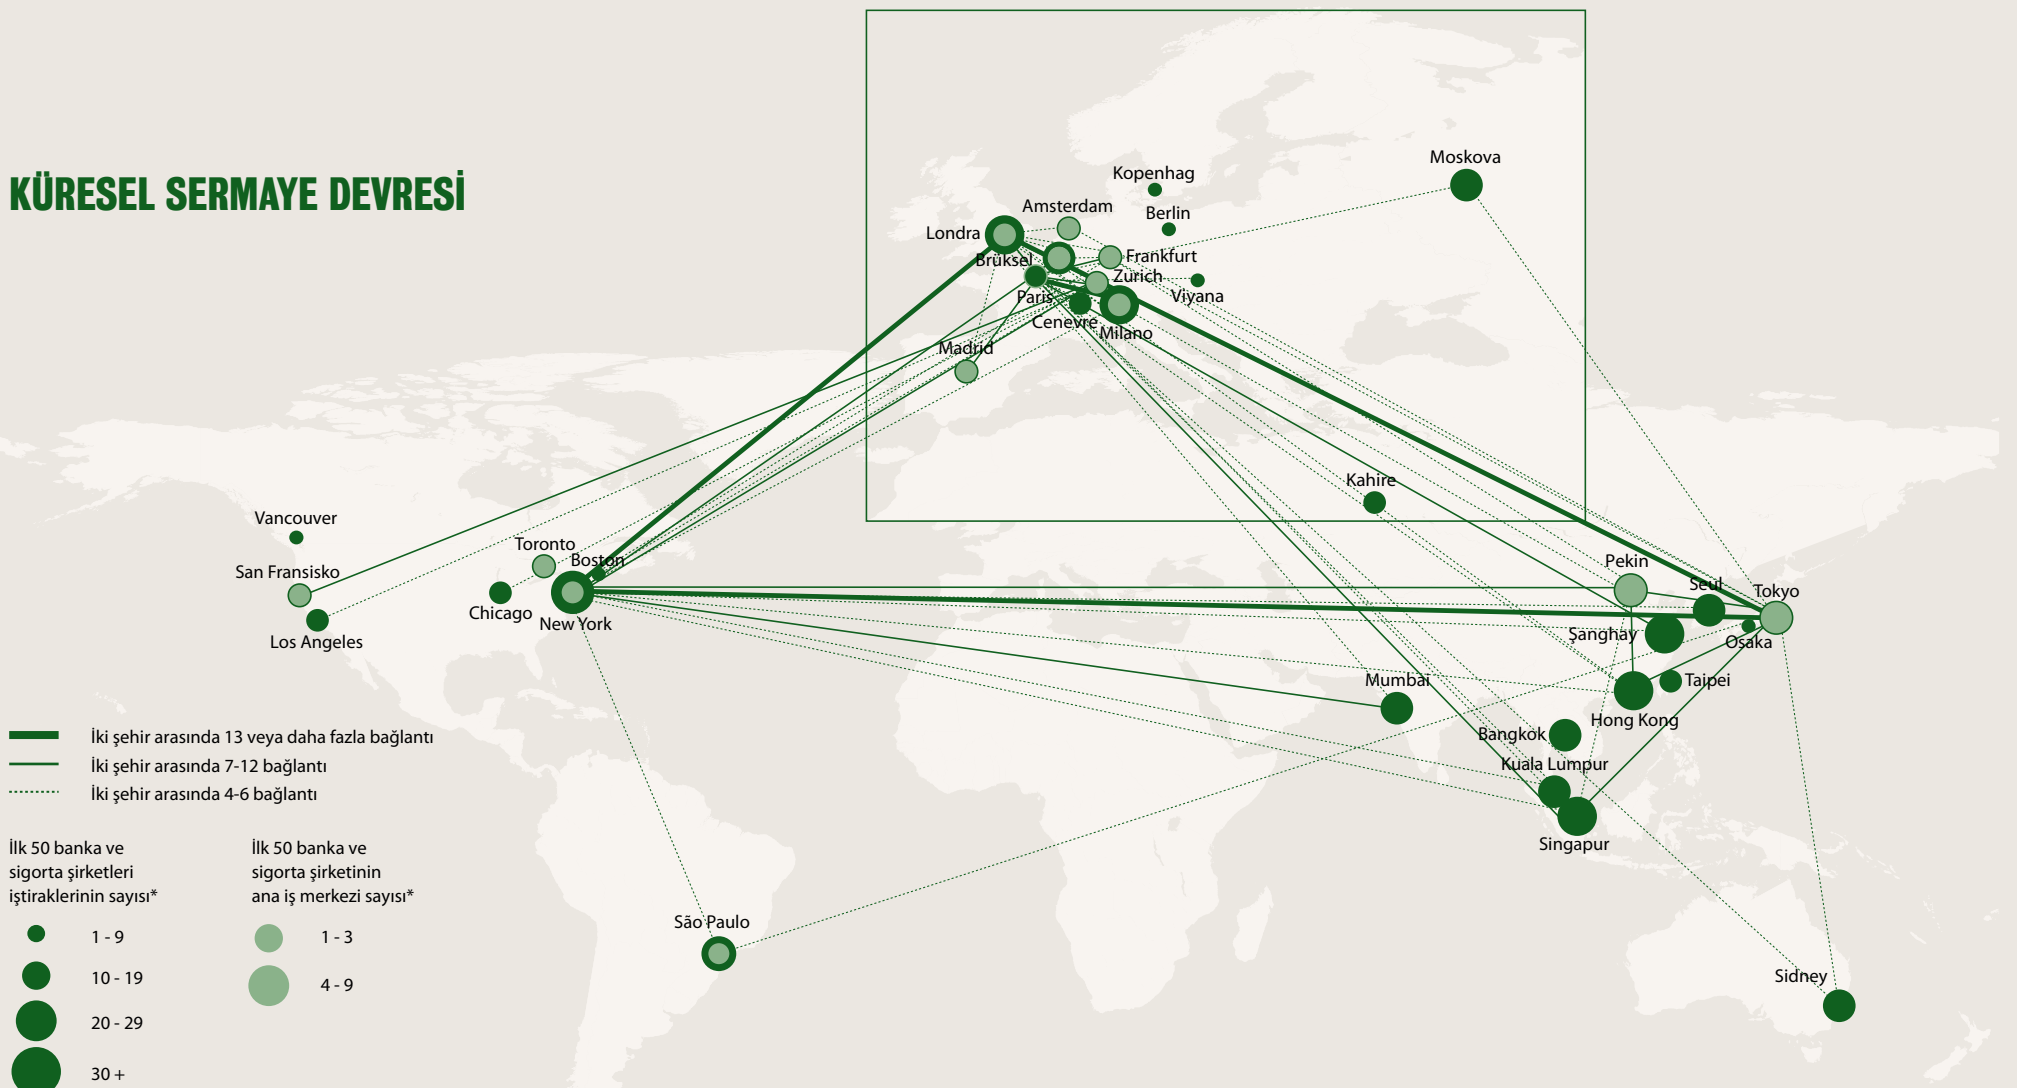 KÜRESEL SERMAYE DEVRESİ
Moskova
Kopenhag
Amsterdam
Berlin
Londra
Brüksel
Frankfurt
Zürich
Paris
Viyana
Cenevre
Milano
Madrid
Kahire
Vancouver
Toronto
Boston
San Fransisko
Chicago
New York
Los Angeles
Pekin
Seul
Tokyo
Şanghay
Osaka
Mumbai
Taipei
Hong Kong
Bangkok
Kuala Lumpur
Singapur
São Paulo
Sidney
İki şehir arasında 13 veya daha fazla bağlantı
İki şehir arasında 7-12 bağlantı
İki şehir arasında 4-6 bağlantı
İlk 50 banka ve
sigorta şirketleri
iştiraklerinin sayısı*
1 - 9
10 - 19
20 - 29
30 +
İlk 50 banka ve
sigorta şirketinin
ana iş merkezi sayısı*
1 - 3
4 - 9